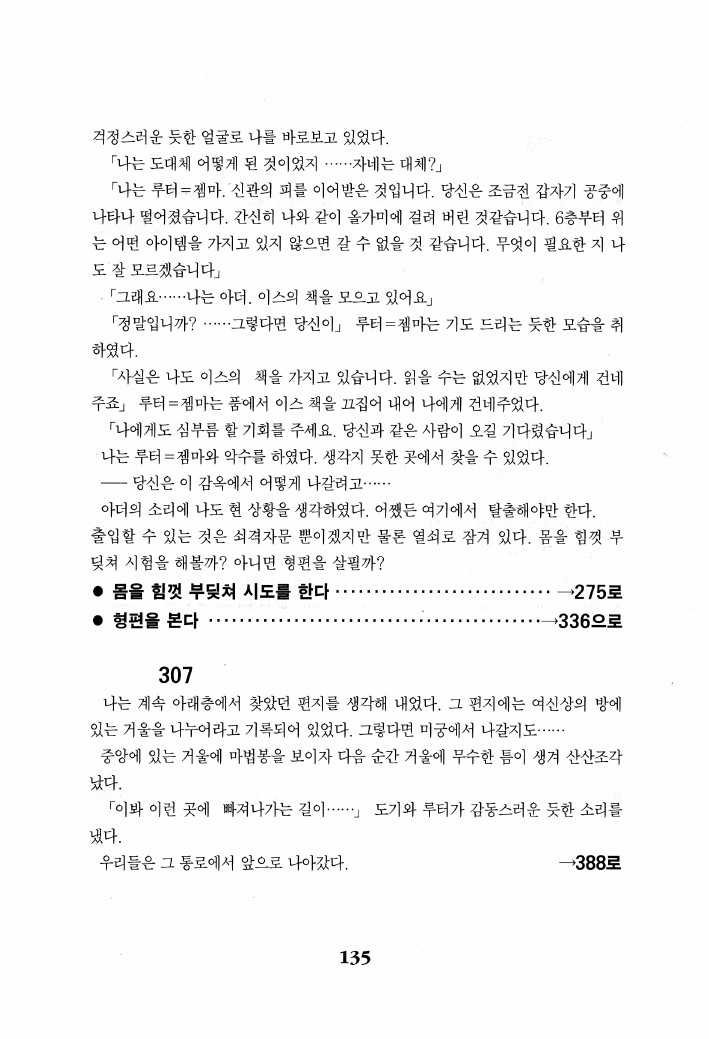 걱정스러운 듯한 얼굴로 나를 바로보고 있었다.
「나는 도대체 어떻게 된 것이었지 ……자네는 대체?」
「나는 루터=젬마. 신관의 피를 이어받은 것입니다. 당신은 조금전 갑자기 공중에
나타나 떨어졌습니다. 간신히 나와 같이 올가미에 걸려 버린 것같습니다. 6층부터 위
는 어떤 아이템을 가지고 있지 않으면 갈 수 없을 것 같습니다. 무엇이 필요한 지 나
도 잘 모르겠습니다」
「그래요……나는 아더. 이스의 책을 모으고 있어요」
「정말입니까? ……그렇다면 당신이」 루터=젬마는 기도 드리는 듯한 모습을 취
하였다.
「사실은 나도 이스의 책을 가지고 있습니다. 읽을 수는 없었지만 당신에게 건네
주죠」 루터=젬마는 품에서 이스 책을 끄집어 내어 나에게 건네주었다.
「나에게도 심부름 할 기회를 주세요. 당신과 같은 사람이 오길 기다렸습니다」
나는 루터=젬마와 악수를 하였다. 생각지 못한 곳에서 찾을 수 있었다.
── 당신은 이 감옥에서 어떻게 나갈려고……
아더의 소리에 나도 현 상황을 생각하였다. 어쨌든 여기에서 탈출해야만 한다.
출입할 수 있는 것은 쇠격자문 뿐이겠지만 물론 열쇠로 잠겨 있다. 몸을 힘껏 부
딪쳐 시험을 해볼까? 아니면 형편을 살필까?
● 몸을 힘껏 부딪쳐 시도를 한다 ···························· →275로
● 형편을 본다 ············································→336으로
307
나는 계속 아래층에서 찾았던 편지를 생각해 내었다. 그 편지에는 여신상의 방에
있는 거울을 나누어라고 기록되어 있었다. 그렇다면 미궁에서 나갈지도……
중앙에 있는 거울에 마법봉을 보이자 다음 순간 거울에 무수한 틈이 생겨 산산조각
났다.
「이봐 이런 곳에 빠져나가는 길이……」 도기와 루터가 감동스러운 듯한 소리를
냈다.
우리들은 그 통로에서 앞으로 나아갔다. →388로
135